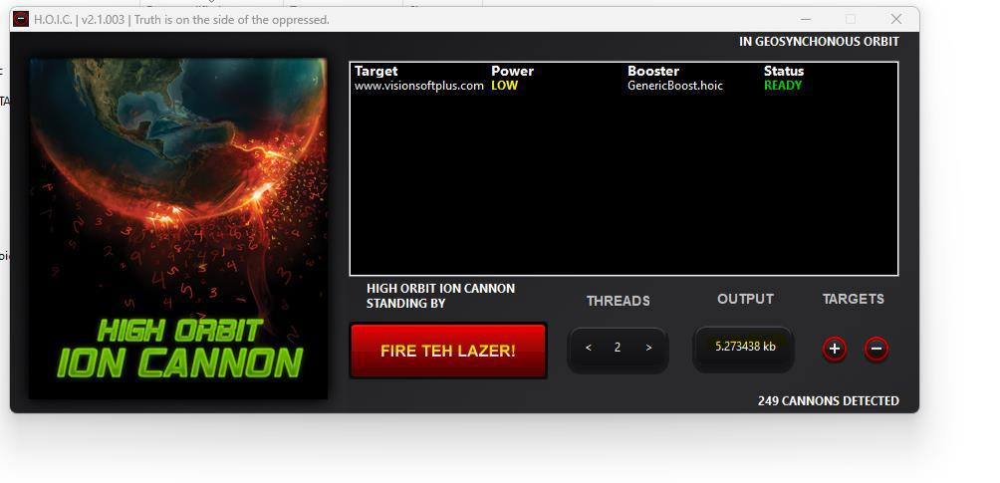 H.O.I.C. | v2.1.003 | Truth is on the side of the oppressed.
IN GEOSYNCHONOUS ORBIT
Target Power Booster Status
www.visionsoftplus.com LOW GenericBoost.hoic READY
HIGH ORBIT
ION CANNON
HIGH ORBIT ION CANNON
STANDING BY
THREADS
OUTPUT
TARGETS
FIRE TEH LAZER!
< 2 >
5.273438 kb
+ −
249 CANNONS DETECTED